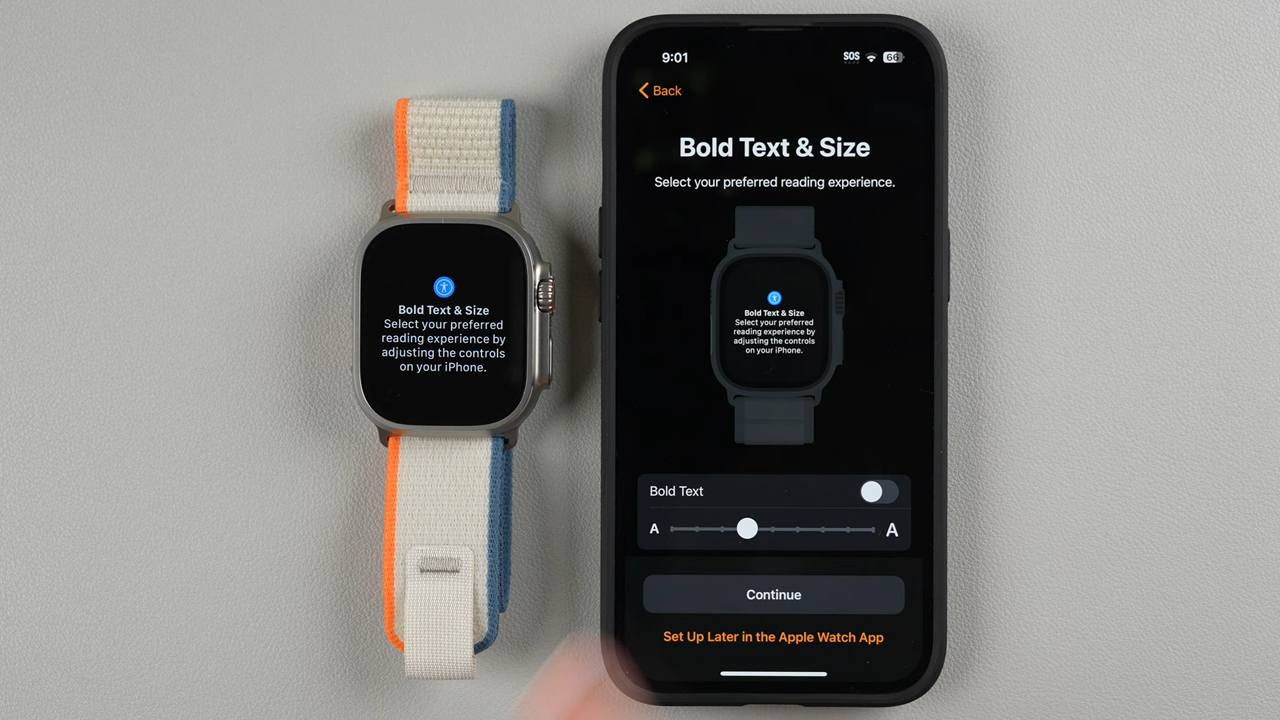 Bold Text & Size
Select your preferred
reading experience by
adjusting the controls
on your iPhone.
9:01
SOS
66
Back
Bold Text & Size
Select your preferred reading experience.
Bold Text & Size
Select your preferred
reading experience by
adjusting the controls
on your iPhone.
Bold Text
A A
Continue
Set Up Later in the Apple Watch App